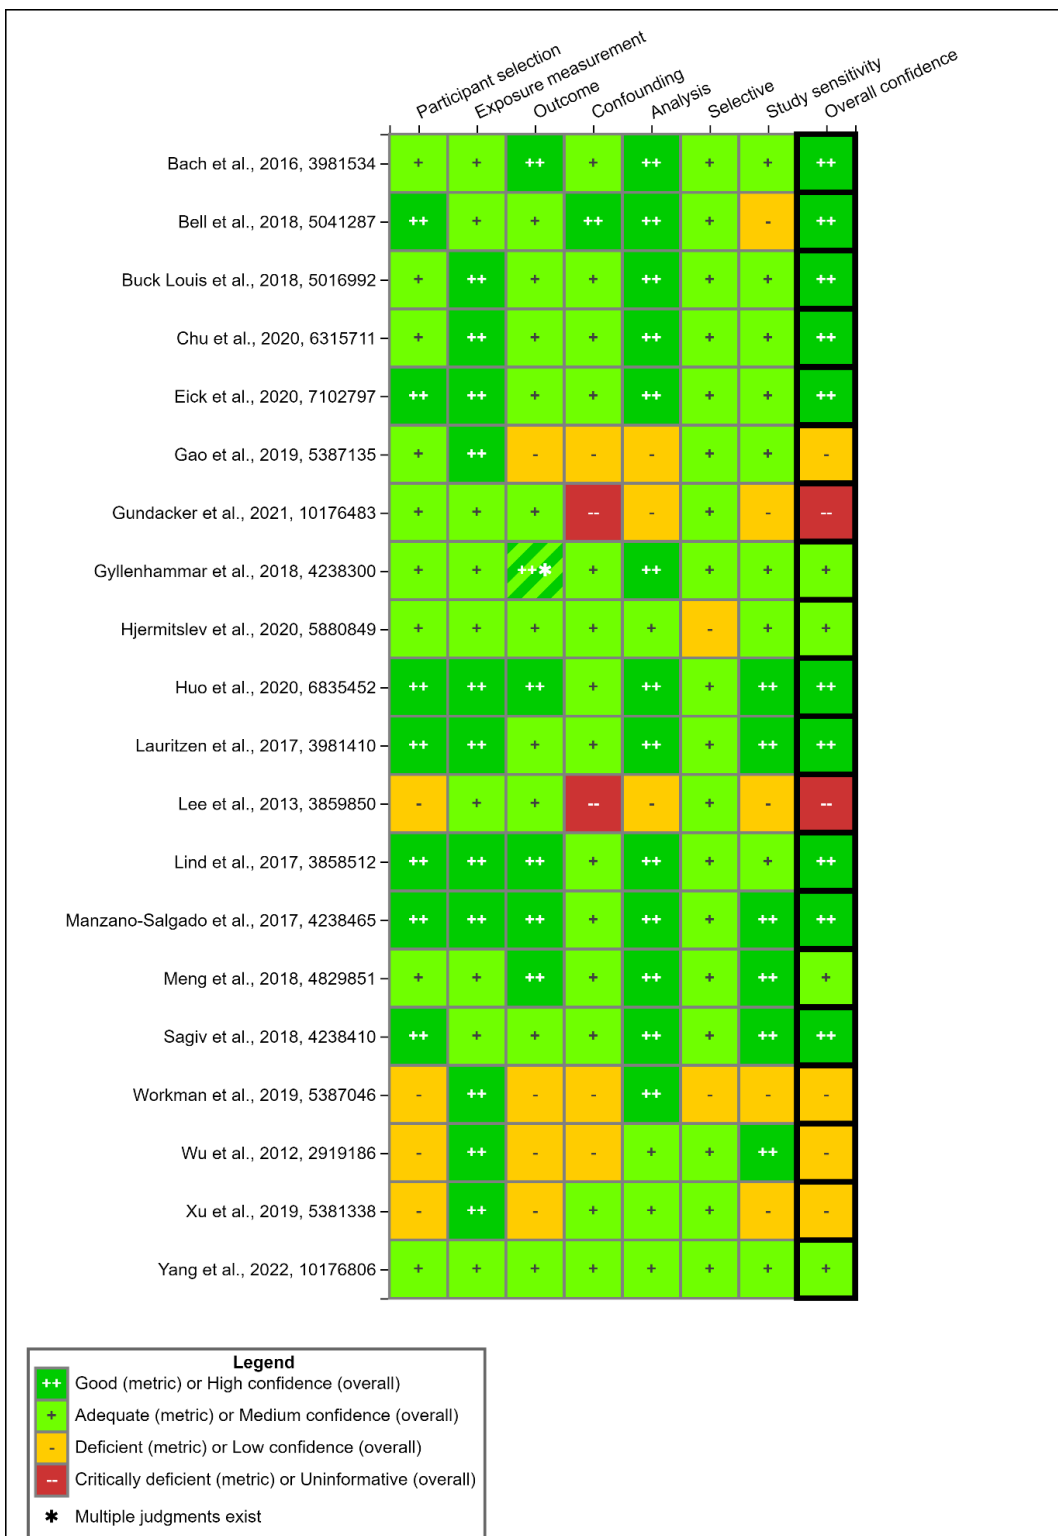 Participant selection
Exposure measurement
Outcome
Confounding
Analysis
Selective
Study sensitivity
Overall confidence
Bach et al., 2016, 3981534 + + ++ + ++ + + ++
Bell et al., 2018, 5041287 ++ + + ++ ++ + - ++
Buck Louis et al., 2018, 5016992 + ++ + + ++ + + ++
Chu et al., 2020, 6315711 + ++ + + ++ + + ++
Eick et al., 2020, 7102797 ++ ++ + + ++ + + ++
Gao et al., 2019, 5387135 + ++ - - - + + -
Gundacker et al., 2021, 10176483 + + + -- - + - --
Gyllenhammar et al., 2018, 4238300 + + ++✱ + ++ + + +
Hjermitslev et al., 2020, 5880849 + + + + + - + +
Huo et al., 2020, 6835452 ++ ++ ++ + ++ + ++ ++
Lauritzen et al., 2017, 3981410 ++ ++ + + ++ + ++ ++
Lee et al., 2013, 3859850 - + + -- - + - --
Lind et al., 2017, 3858512 ++ ++ ++ + ++ + + ++
Manzano-Salgado et al., 2017, 4238465 ++ ++ ++ + ++ + ++ ++
Meng et al., 2018, 4829851 + + ++ + ++ + ++ +
Sagiv et al., 2018, 4238410 ++ + + + ++ + ++ ++
Workman et al., 2019, 5387046 - ++ - - ++ - - -
Wu et al., 2012, 2919186 - ++ - - + + ++ -
Xu et al., 2019, 5381338 - ++ - + + + - -
Yang et al., 2022, 10176806 + + + + + + + +
Legend
++ Good (metric) or High confidence (overall)
+ Adequate (metric) or Medium confidence (overall)
- Deficient (metric) or Low confidence (overall)
-- Critically deficient (metric) or Uninformative (overall)
✱ Multiple judgments exist